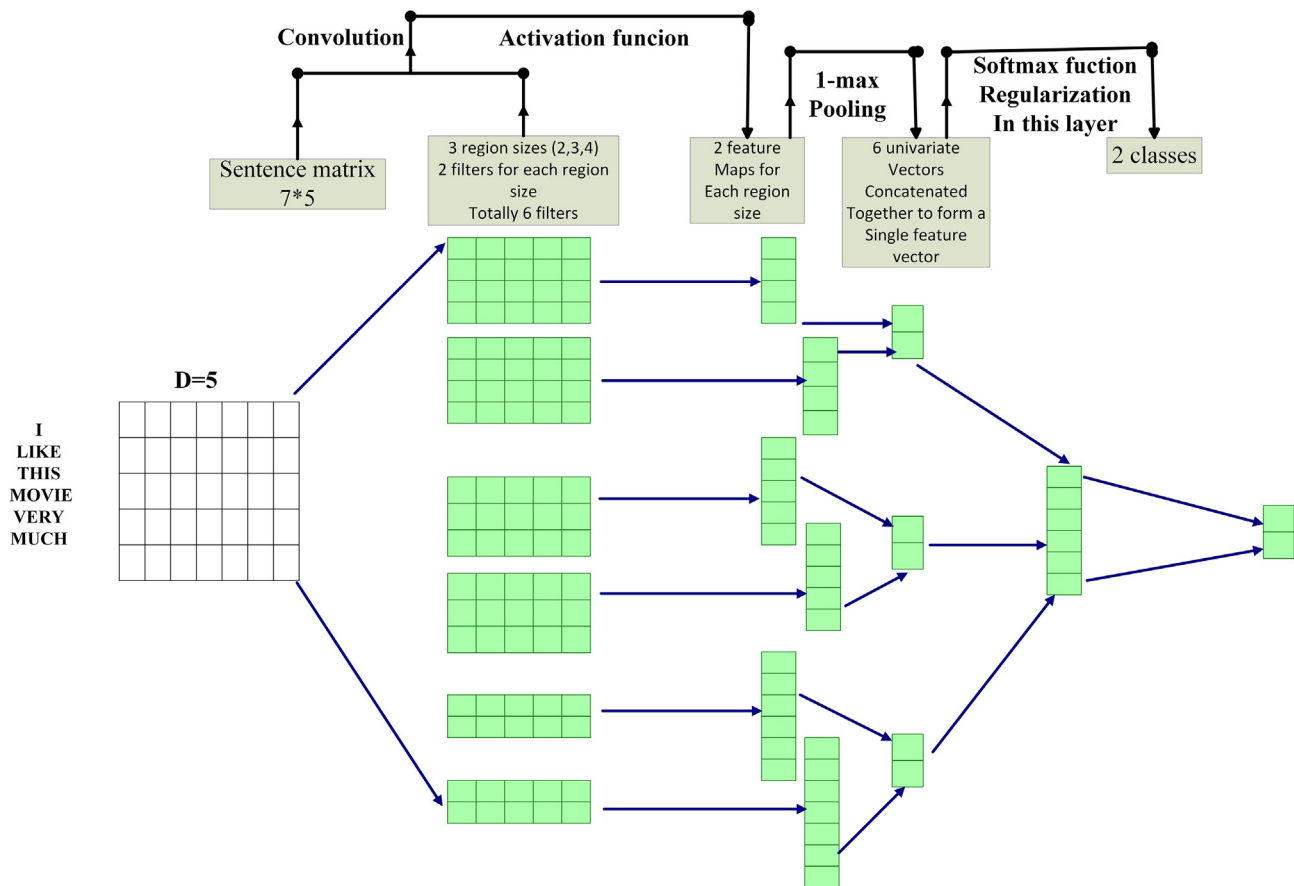 Convolution
Activation funcion
1-max
Pooling
Softmax fuction
Regularization
In this layer
Sentence matrix
7*5
3 region sizes (2,3,4)
2 filters for each region
size
Totally 6 filters
2 feature
Maps for
Each region
size
6 univariate
Vectors
Concatenated
Together to form a
Single feature
vector
2 classes
D=5
I
LIKE
THIS
MOVIE
VERY
MUCH